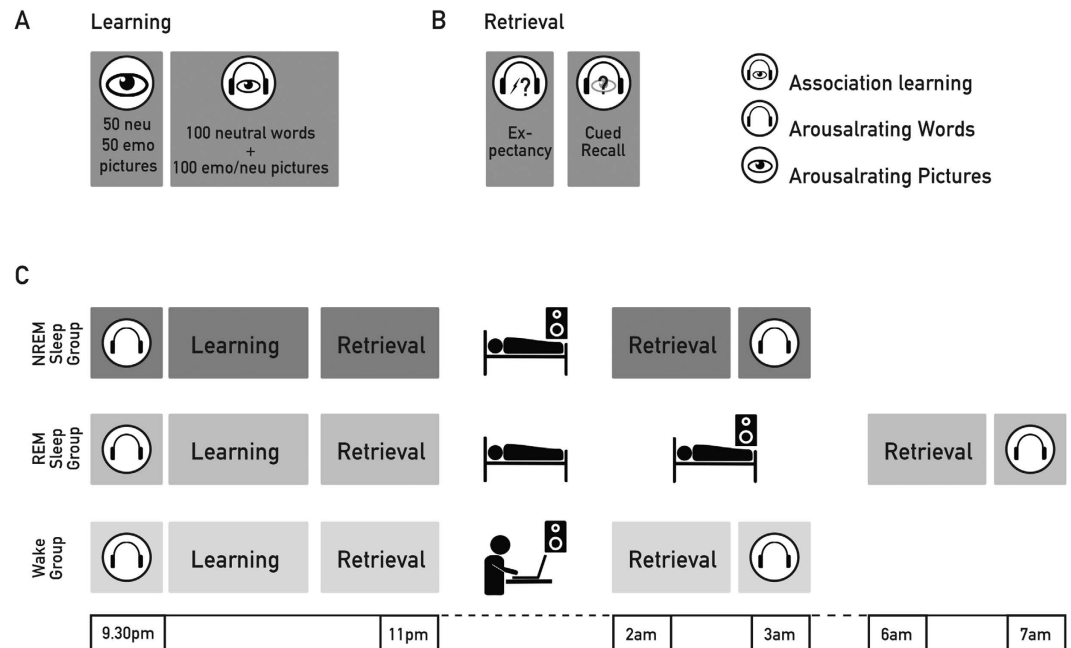 A
Learning
50 neu
50 emo
pictures
100 neutral words
+
100 emo/neu pictures
B
Retrieval
?
Ex-
pectancy
?
Cued
Recall
Association learning
Arousalrating Words
Arousalrating Pictures
C
NREM
Sleep
Group
Learning
Retrieval
Retrieval
REM
Sleep
Group
Learning
Retrieval
Retrieval
Wake
Group
Learning
Retrieval
Retrieval
9.30pm
11pm
2am
3am
6am
7am